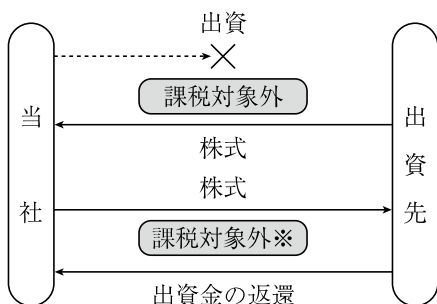 出資
課税対象外
株式
株式
課税対象外※
出資金の返還
当社
出資先